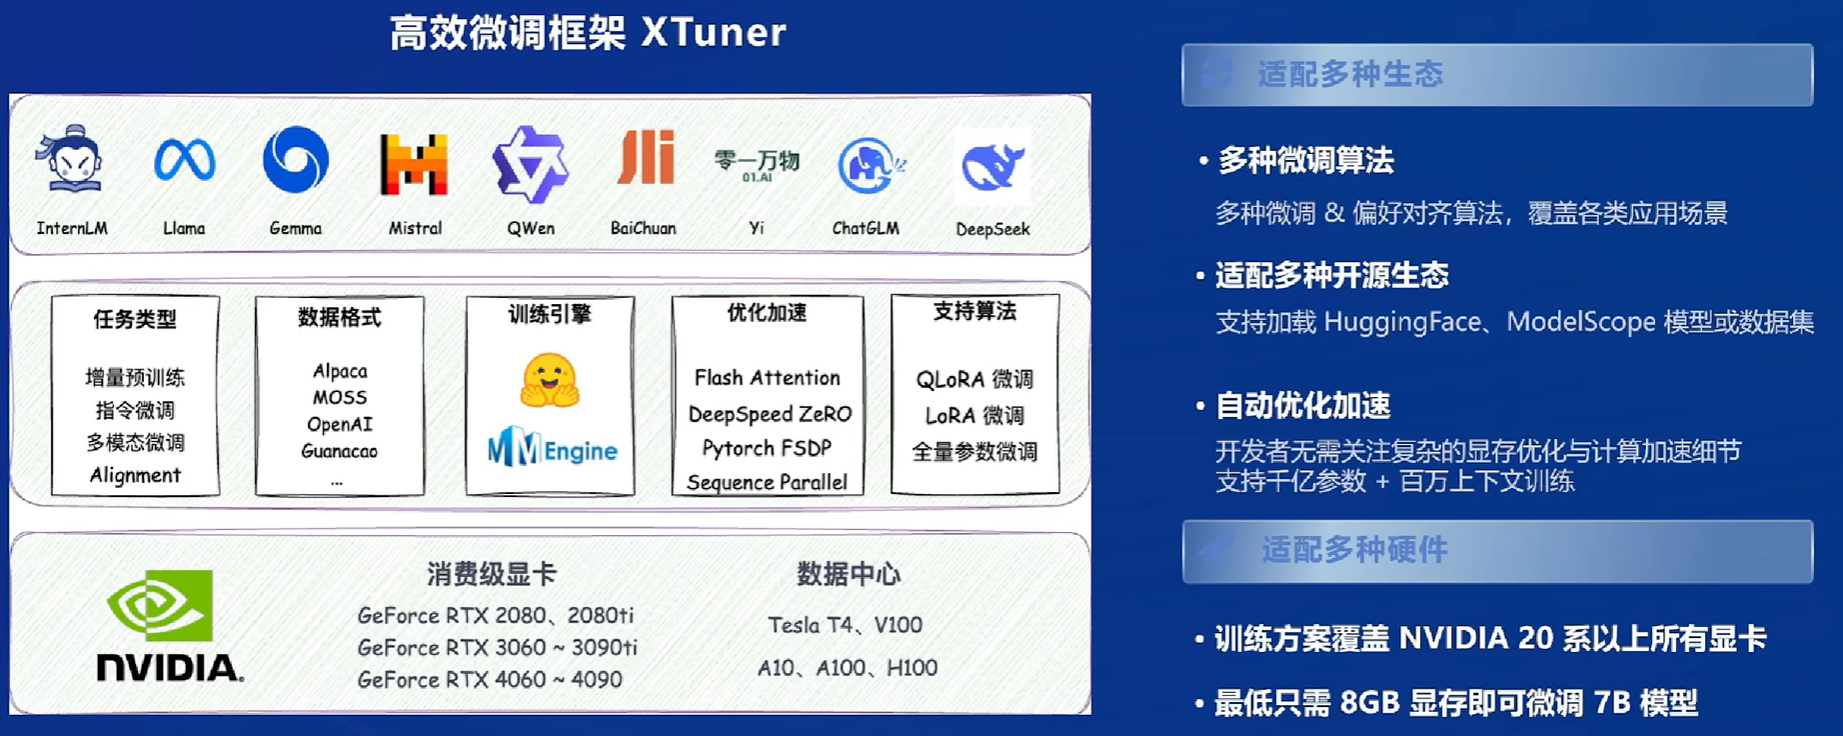 高效微调框架 XTuner
InternLM
Llama
Gemma
Mistral
QWen
BaiChuan
零一万物
01.AI
Yi
ChatGLM
DeepSeek
任务类型
增量预训练
指令微调
多模态微调
Alignment
数据格式
Alpaca
MOSS
OpenAI
Guanacao
...
训练引擎
MMEngine
优化加速
Flash Attention
DeepSpeed ZeRO
Pytorch FSDP
Sequence Parallel
支持算法
QLoRA 微调
LoRA 微调
全量参数微调
NVIDIA.
消费级显卡
GeForce RTX 2080、2080ti
GeForce RTX 3060 ~ 3090ti
GeForce RTX 4060 ~ 4090
数据中心
Tesla T4、V100
A10、A100、H100
适配多种生态
• 多种微调算法
多种微调 & 偏好对齐算法，覆盖各类应用场景
• 适配多种开源生态
支持加载 HuggingFace、ModelScope 模型或数据集
• 自动优化加速
开发者无需关注复杂的显存优化与计算加速细节
支持千亿参数 + 百万上下文训练
适配多种硬件
• 训练方案覆盖 NVIDIA 20 系以上所有显卡
• 最低只需 8GB 显存即可微调 7B 模型